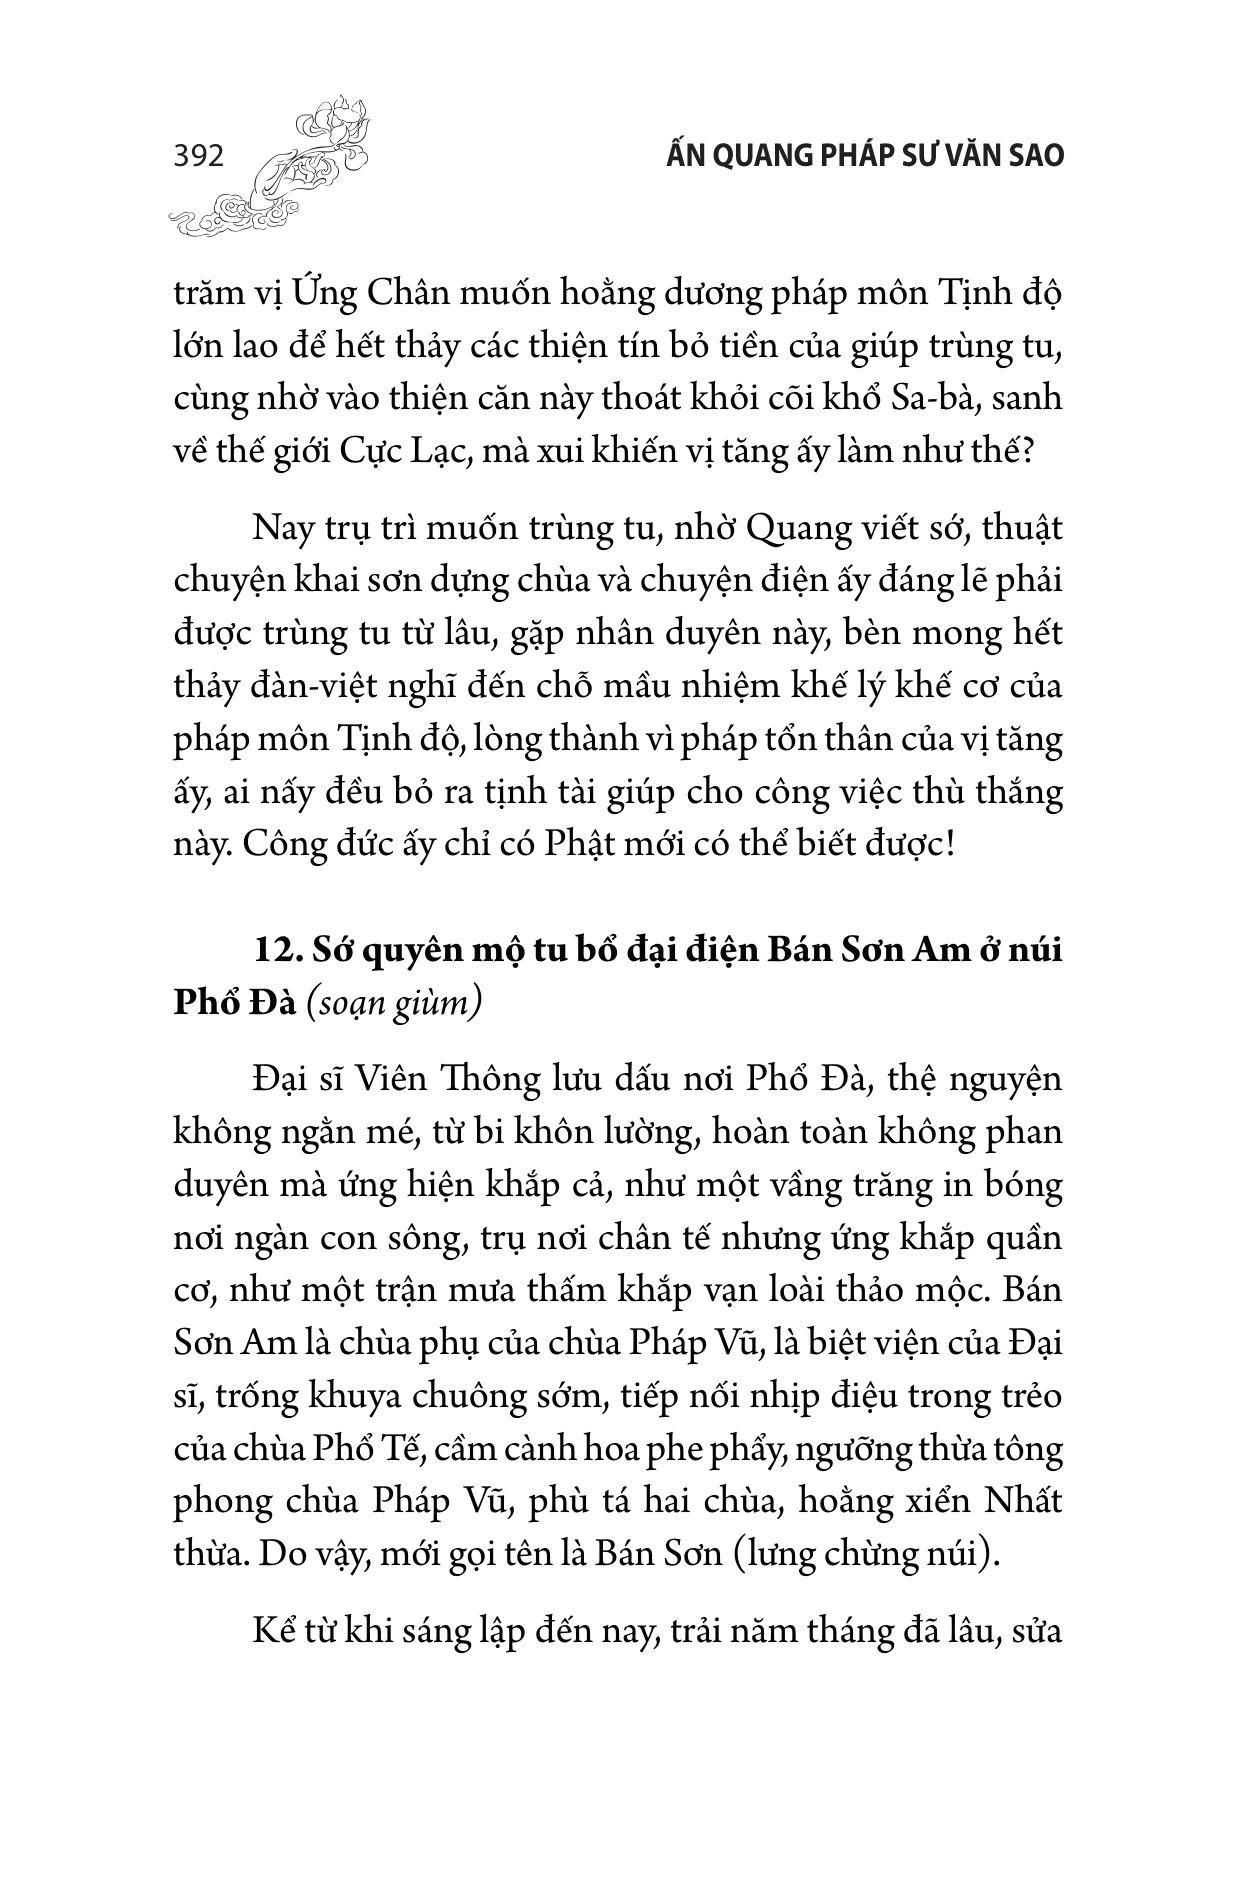 392
ẤN QUANG PHÁP SƯ VĂN SAO
trăm vị Ứng Chân muốn hoằng dương pháp môn Tịnh độ
lớn lao để hết thảy các thiện tín bỏ tiền của giúp trùng tu,
cùng nhờ vào thiện căn này thoát khỏi cõi khổ Sa-bà, sanh
về thế giới Cực Lạc, mà xui khiến vị tăng ấy làm như thế?
Nay trụ trì muốn trùng tu, nhờ Quang viết sớ, thuật
chuyện khai sơn dựng chùa và chuyện điện ấy đáng lẽ phải
được trùng tu từ lâu, gặp nhân duyên này, bèn mong hết
thảy đàn-việt nghĩ đến chỗ mầu nhiệm khế lý khế cơ của
pháp môn Tịnh độ, lòng thành vì pháp tổn thân của vị tăng
ấy, ai nấy đều bỏ ra tịnh tài giúp cho công việc thù thắng
này. Công đức ấy chỉ có Phật mới có thể biết được!
12. Sớ quyên mộ tu bổ đại điện Bán Sơn Am ở núi
Phổ Đà (soạn giùm)
Đại sĩ Viên Thông lưu dấu nơi Phổ Đà, thệ nguyện
không ngằn mé, từ bi khôn lường, hoàn toàn không phan
duyên mà ứng hiện khắp cả, như một vầng trăng in bóng
nơi ngàn con sông, trụ nơi chân tế nhưng ứng khắp quần
cơ, như một trận mưa thấm khắp vạn loài thảo mộc. Bán
Sơn Am là chùa phụ của chùa Pháp Vũ, là biệt viện của Đại
sĩ, trống khuya chuông sớm, tiếp nối nhịp điệu trong trẻo
của chùa Phổ Tế, cầm cành hoa phe phẩy, ngưỡng thừa tông
phong chùa Pháp Vũ, phù tá hai chùa, hoằng xiển Nhất
thừa. Do vậy, mới gọi tên là Bán Sơn (lưng chừng núi).
Kể từ khi sáng lập đến nay, trải năm tháng đã lâu, sửa